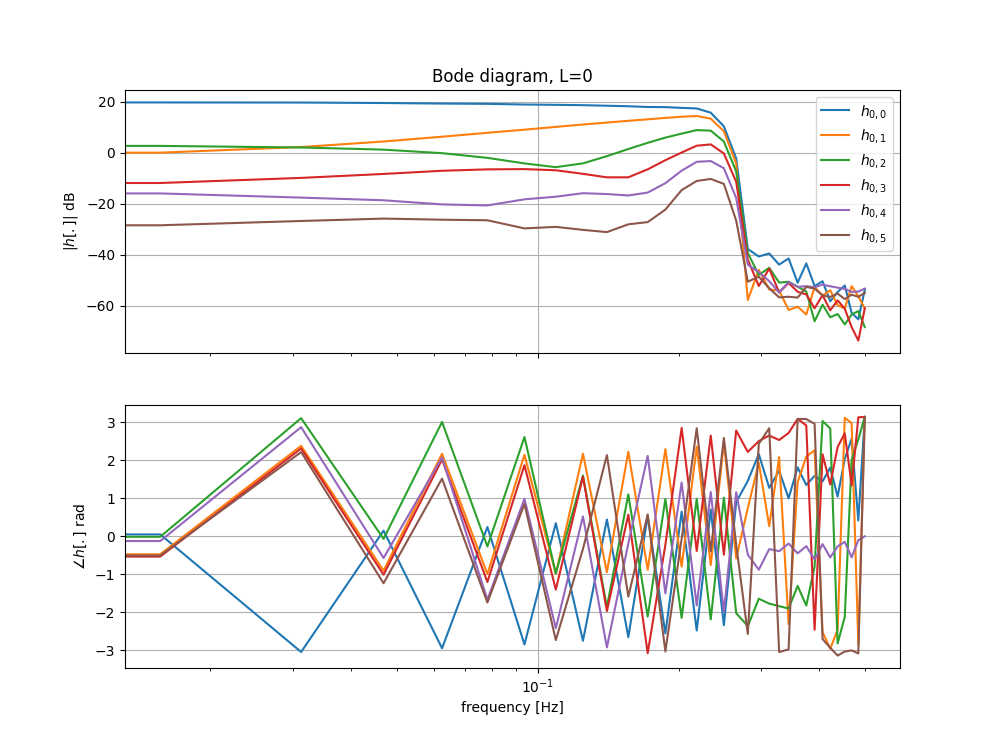 Bode diagram, L=0
|h[.]| dB
20
0
−20
−40
−60
h0,0
h0,1
h0,2
h0,3
h0,4
h0,5
∠h[.] rad
3
2
1
0
−1
−2
−3
10−1
frequency [Hz]